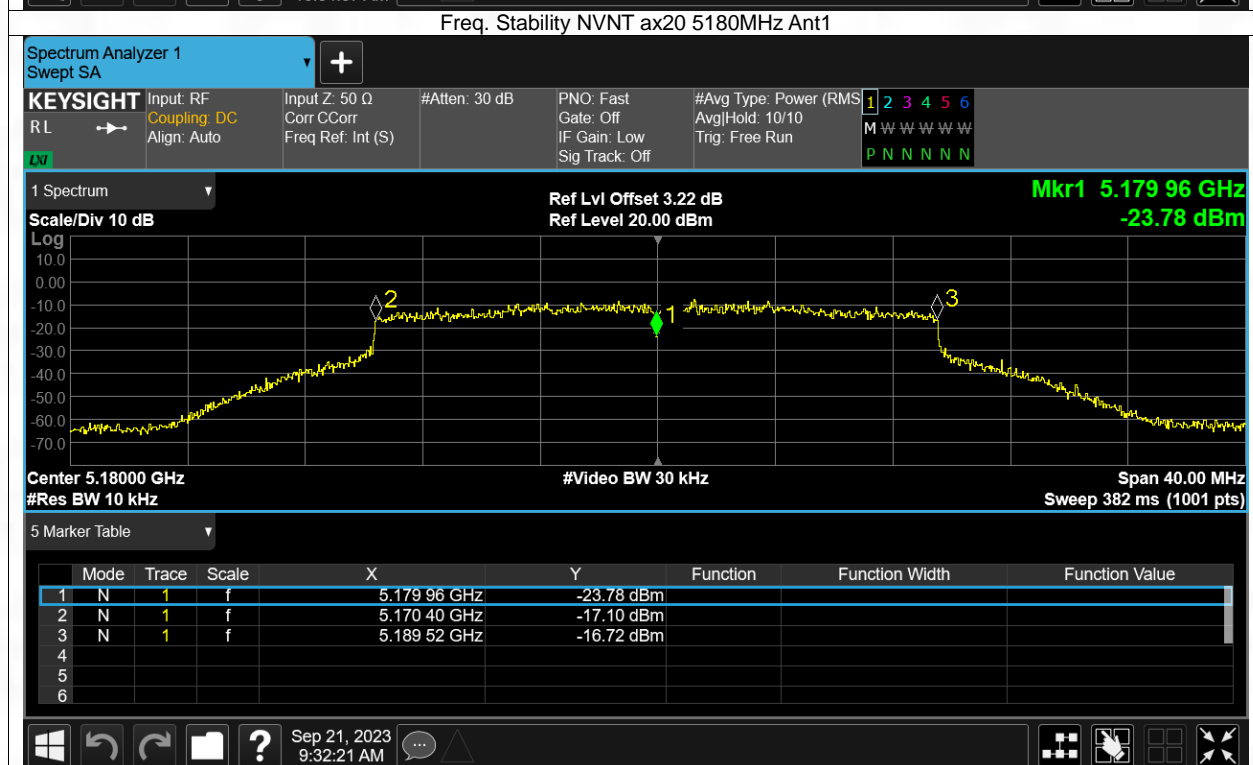 Freq. Stability NVNT ax20 5180MHz Ant1
Spectrum Analyzer 1
Swept SA
KEYSIGHT
RL
LXI
Input: RF
Coupling: DC
Align: Auto
Input Z: 50 Ω
Corr CCorr
Freq Ref: Int (S)
#Atten: 30 dB
PNO: Fast
Gate: Off
IF Gain: Low
Sig Track: Off
#Avg Type: Power (RMS
Avg|Hold: 10/10
Trig: Free Run
1 2 3 4 5 6
M W W W W W
P N N N N N
1 Spectrum
Scale/Div 10 dB
Ref Lvl Offset 3.22 dB
Ref Level 20.00 dBm
Mkr1 5.179 96 GHz
-23.78 dBm
Log
10.0
0.00
-10.0
-20.0
-30.0
-40.0
-50.0
-60.0
-70.0
2
1
3
Center 5.18000 GHz
#Video BW 30 kHz
Span 40.00 MHz
#Res BW 10 kHz
Sweep 382 ms (1001 pts)
5 Marker Table
Mode Trace Scale X Y Function Function Width Function Value
1 N 1 f 5.179 96 GHz -23.78 dBm
2 N 1 f 5.170 40 GHz -17.10 dBm
3 N 1 f 5.189 52 GHz -16.72 dBm
4
5
6
?
Sep 21, 2023
9:32:21 AM